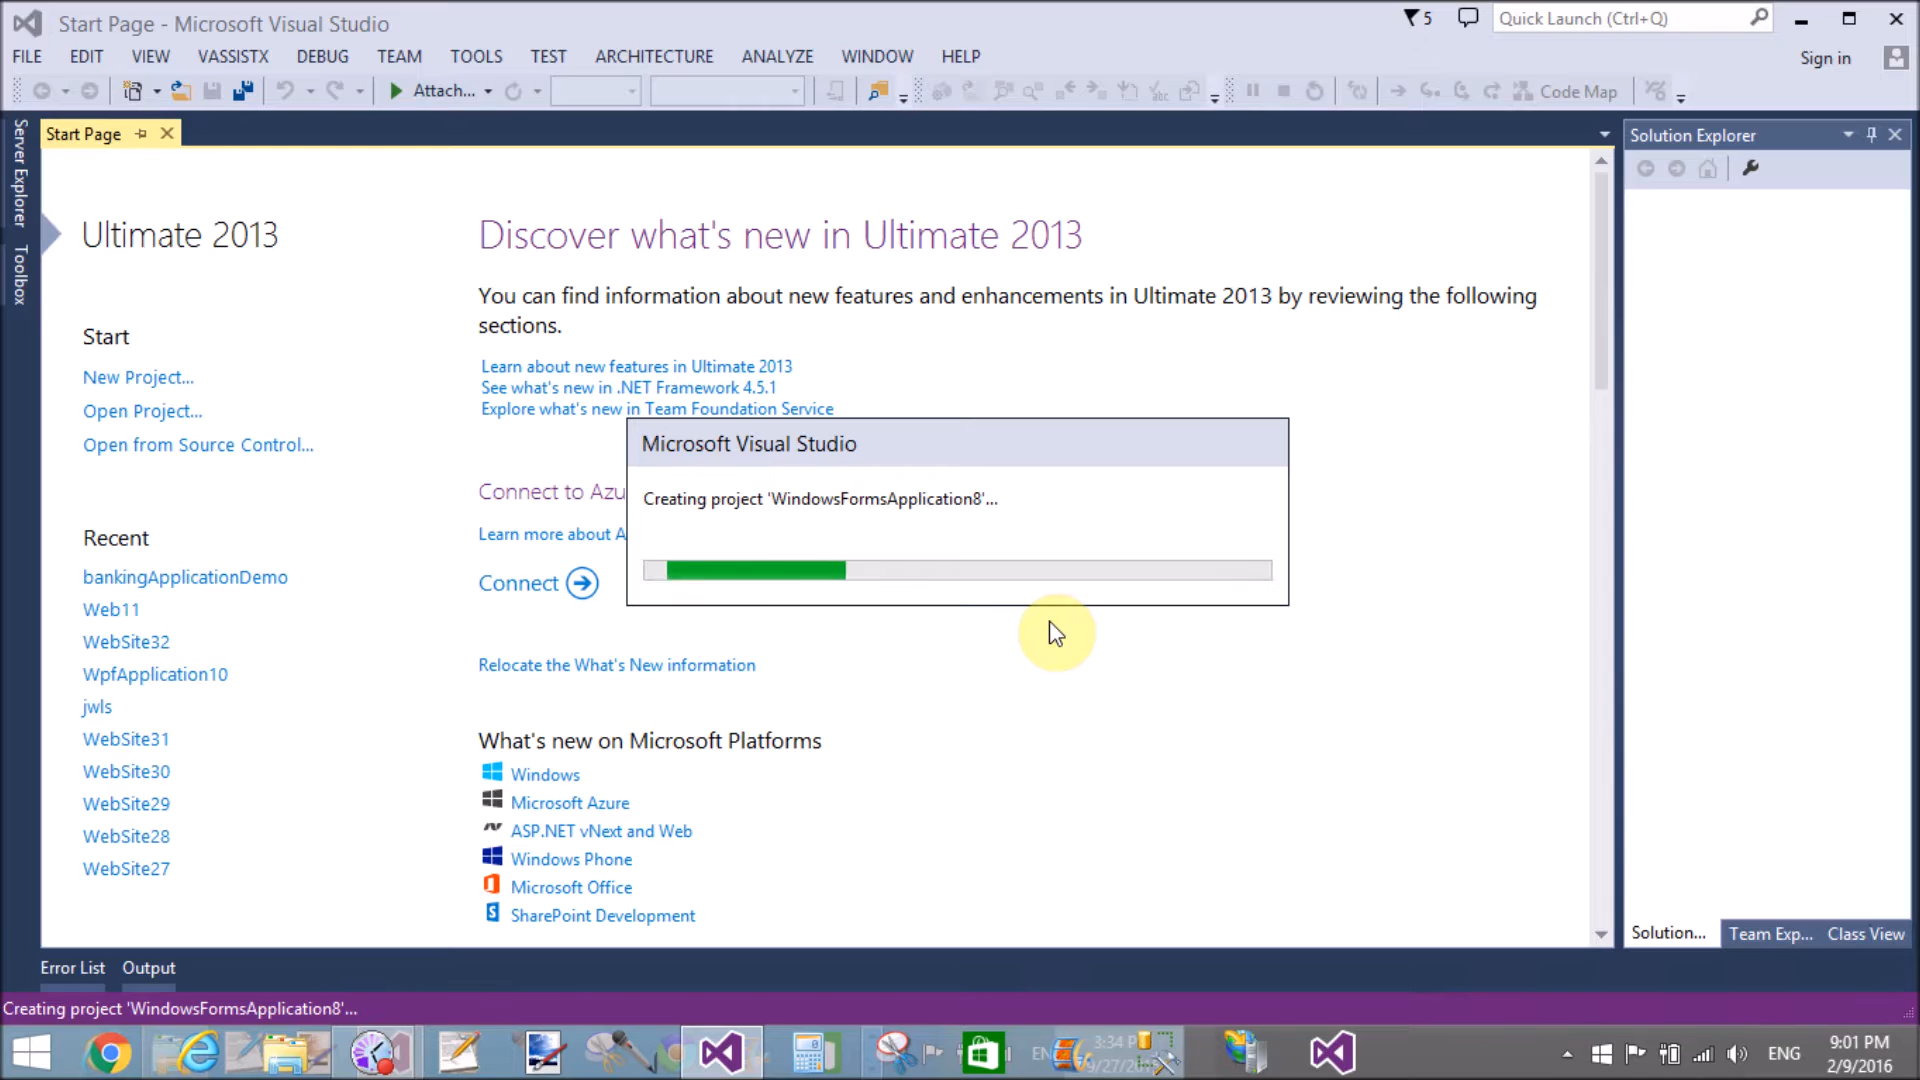 Start Page - Microsoft Visual Studio
5
Quick Launch (Ctrl+Q)
FILE EDIT VIEW VASSISTX DEBUG TEAM TOOLS TEST ARCHITECTURE ANALYZE WINDOW HELP
Sign in
Attach...
Code Map
Server Explorer
Toolbox
Start Page
Solution Explorer
Ultimate 2013
Start
New Project...
Open Project...
Open from Source Control...
Recent
bankingApplicationDemo
Web11
WebSite32
WpfApplication10
jwls
WebSite31
WebSite30
WebSite29
WebSite28
WebSite27
Discover what's new in Ultimate 2013
You can find information about new features and enhancements in Ultimate 2013 by reviewing the following
sections.
Learn about new features in Ultimate 2013
See what's new in .NET Framework 4.5.1
Explore what's new in Team Foundation Service
Connect to Azu
Learn more about A
Connect
Relocate the What's New information
What's new on Microsoft Platforms
Windows
Microsoft Azure
ASP.NET vNext and Web
Windows Phone
Microsoft Office
SharePoint Development
Microsoft Visual Studio
Creating project 'WindowsFormsApplication8'...
Solution... Team Exp... Class View
Error List Output
Creating project 'WindowsFormsApplication8'...
3:34 P
9/27/20
ENG
9:01 PM
2/9/2016